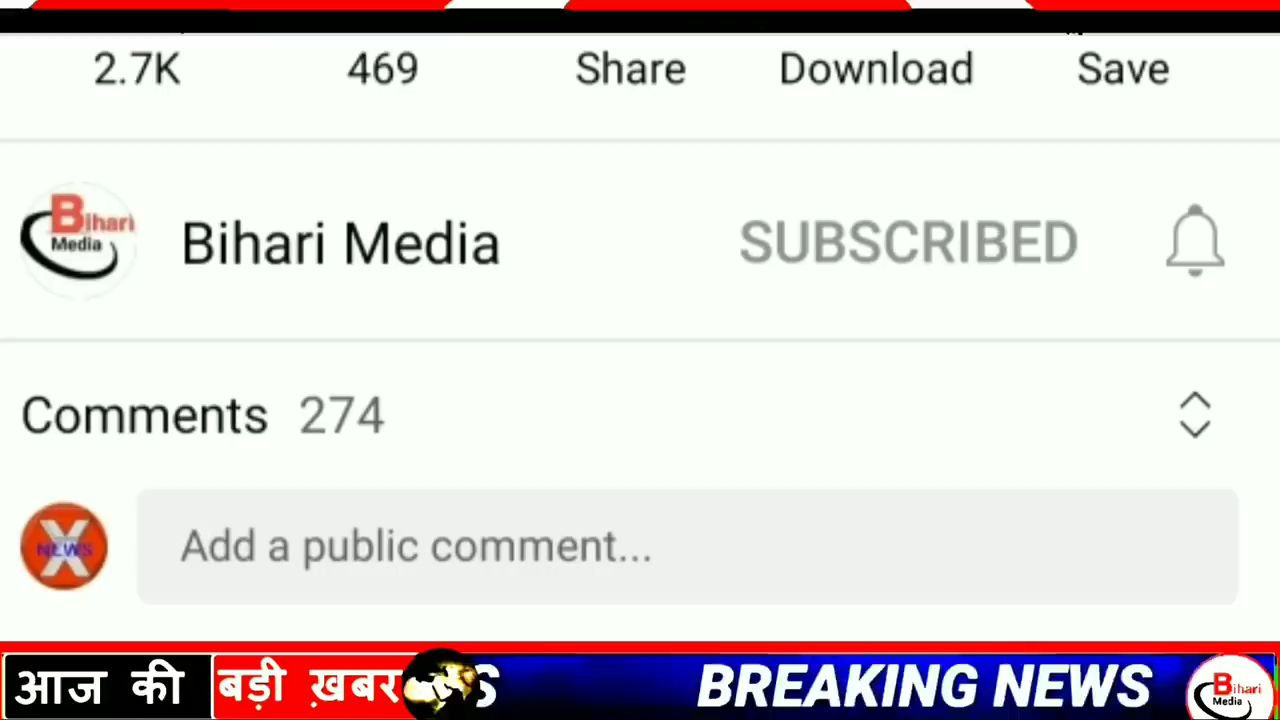 2.7K 469 Share Download Save
Bihari Media Bihari Media SUBSCRIBED
Comments 274
X NEWS Add a public comment...
आज की बड़ी ख़बर S BREAKING NEWS Bihari Media